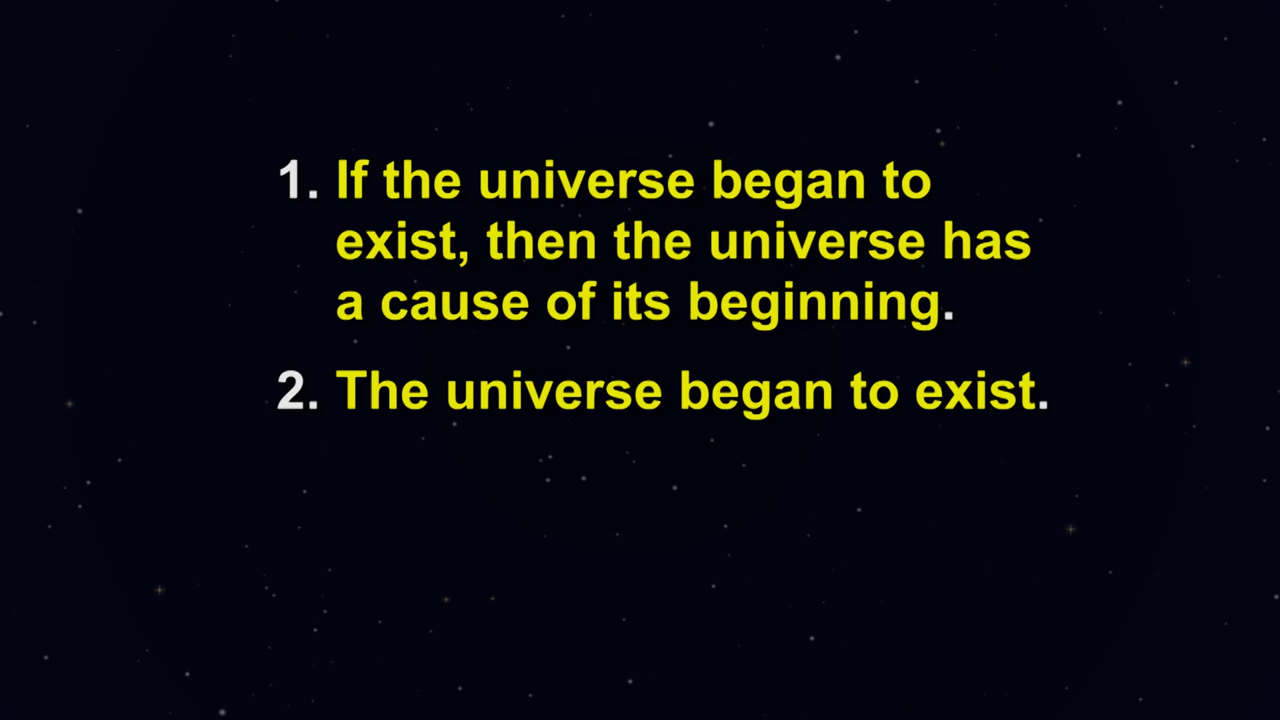 1. If the universe began to
exist, then the universe has
a cause of its beginning.
2. The universe began to exist.